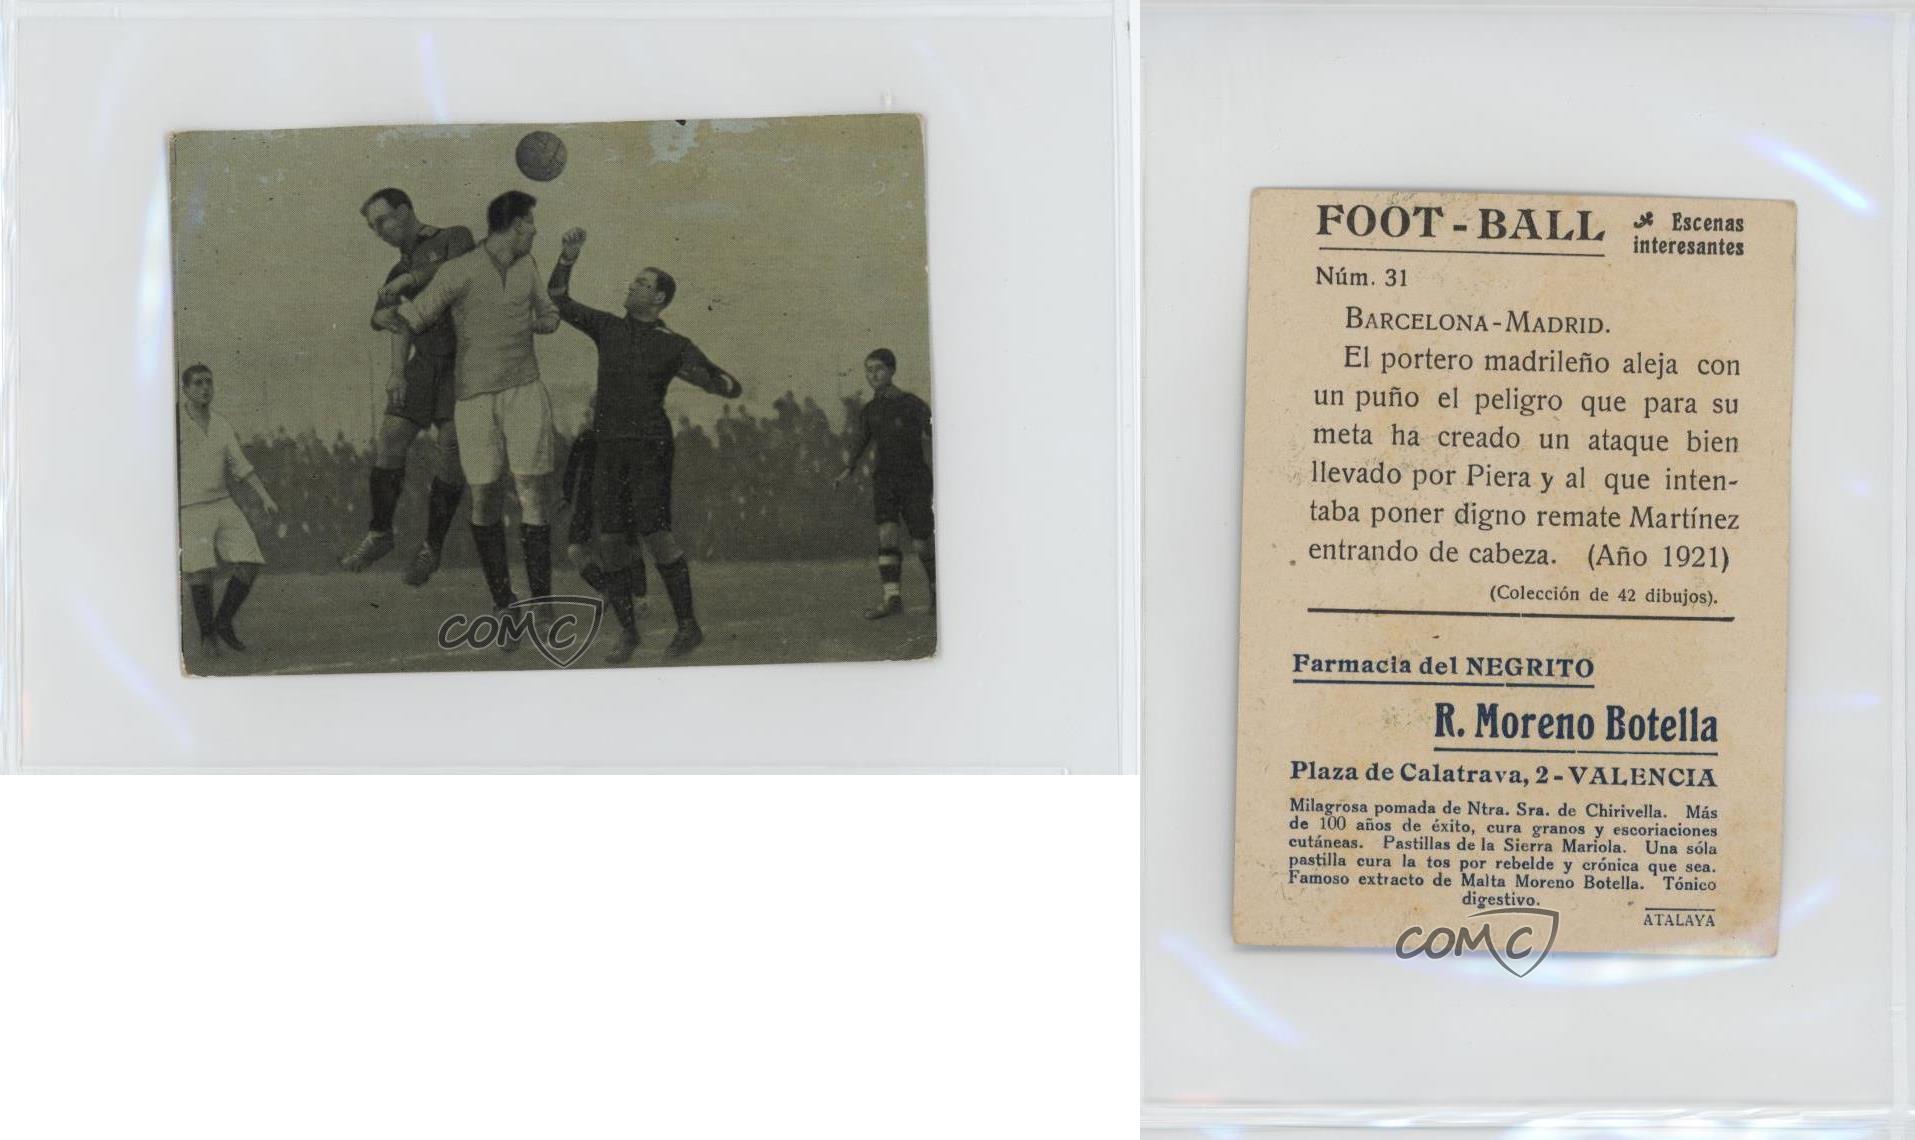 COMC
FOOT-BALL
Escenas
interesantes
Núm. 31
BARCELONA-MADRID.
El portero madrileño aleja con
un puño el peligro que para su
meta ha creado un ataque bien
llevado por Piera y al que inten-
taba poner digno remate Martínez
entrando de cabeza. (Año 1921)
(Colección de 42 dibujos).
Farmacia del NEGRITO
R. Moreno Botella
Plaza de Calatrava, 2-VALENCIA
Milagrosa pomada de Ntra. Sra. de Chirivella. Más
de 100 años de éxito, cura granos y escoriaciones
cutáneas. Pastillas de la Sierra Mariola. Una sóla
pastilla cura la tos por rebelde y crónica que sea.
Famoso extracto de Malta Moreno Botella. Tónico
digestivo.
ATALAYA
COMC